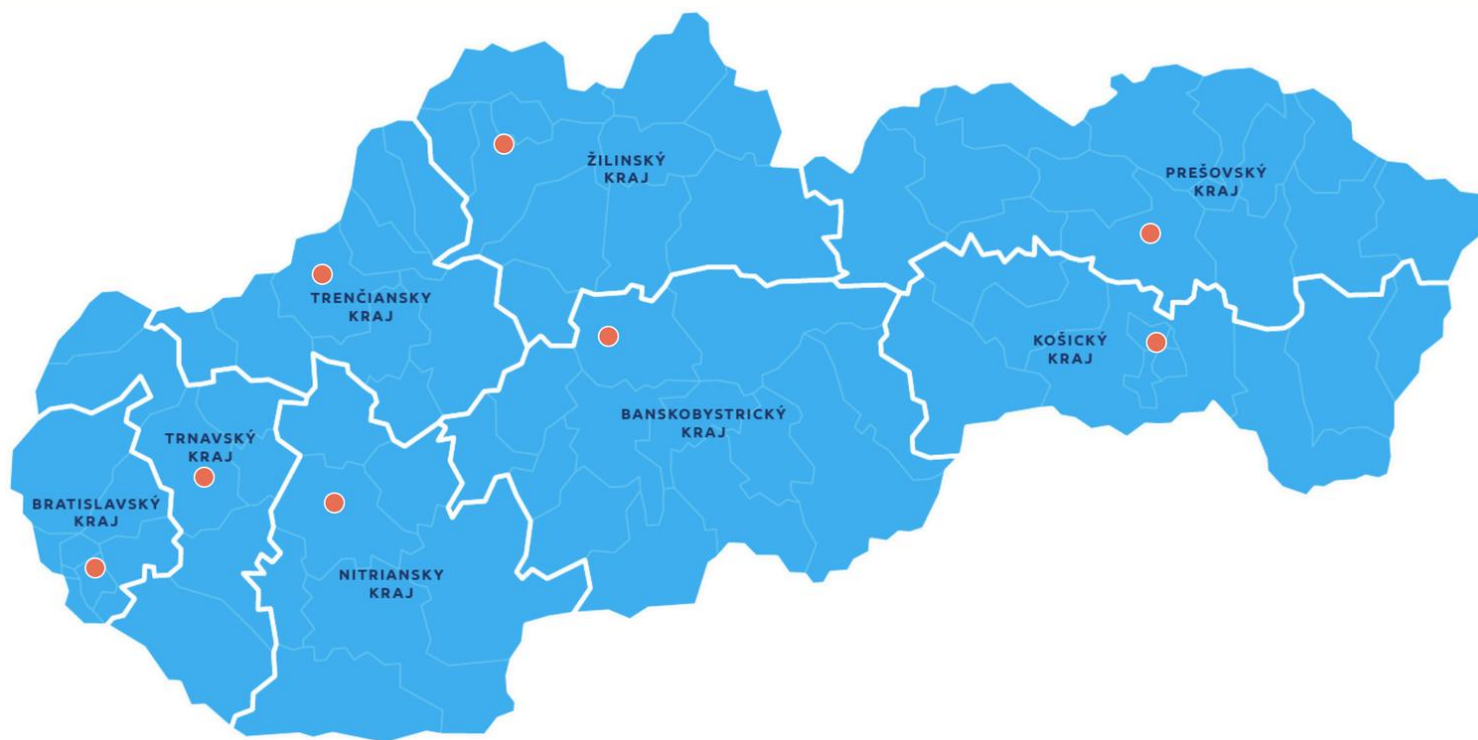 ŽILINSKÝ
KRAJ
PREŠOVSKÝ
KRAJ
TRENČIANSKY
KRAJ
KOŠICKÝ
KRAJ
BANSKOBYSTRICKÝ
KRAJ
TRNAVSKÝ
KRAJ
BRATISLAVSKÝ
KRAJ
NITRIANSKY
KRAJ